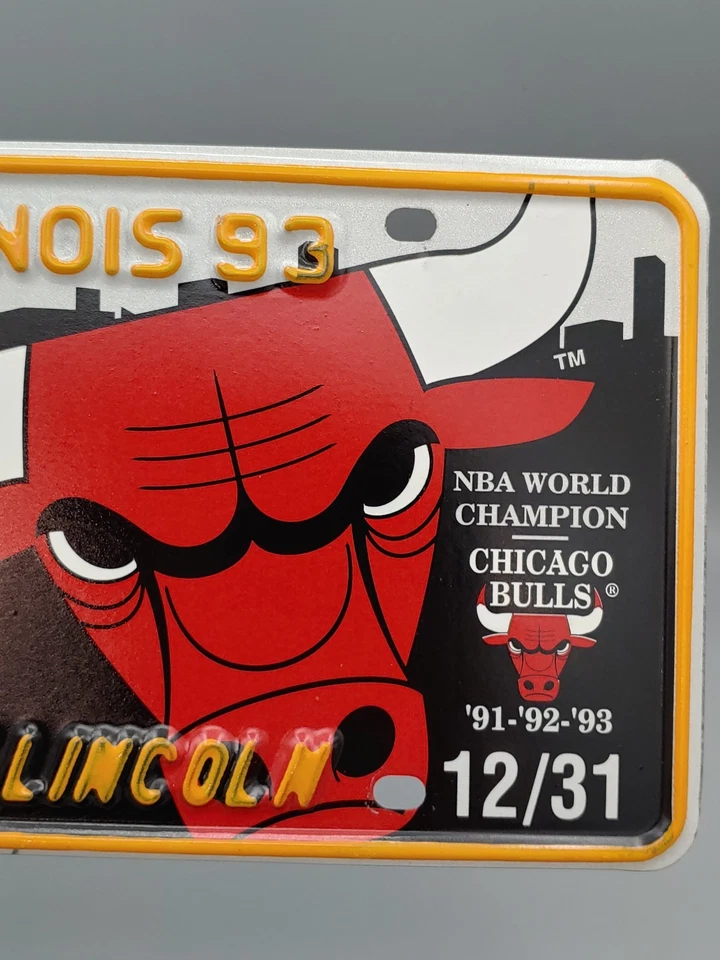 NOIS 93
TM
NBA WORLD
CHAMPION
CHICAGO
BULLS ®
'91-'92-'93
LINCOLN
12/31